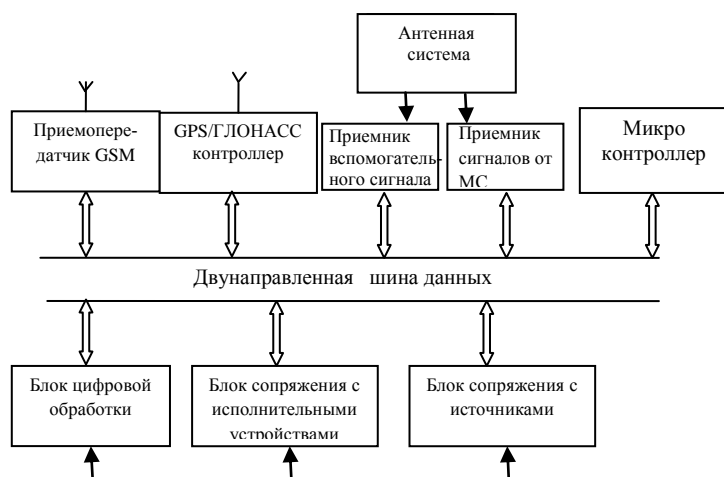 Антенная
система
Приемопере-
датчик GSM
GPS/ГЛОНАСС
контроллер
Приемник
вспомогатель-
ного сигнала
Приемник
сигналов от
МС
Микро
контроллер
Двунаправленная шина данных
Блок цифровой
обработки
Блок сопряжения с
исполнительными
устройствами
Блок сопряжения с
источниками